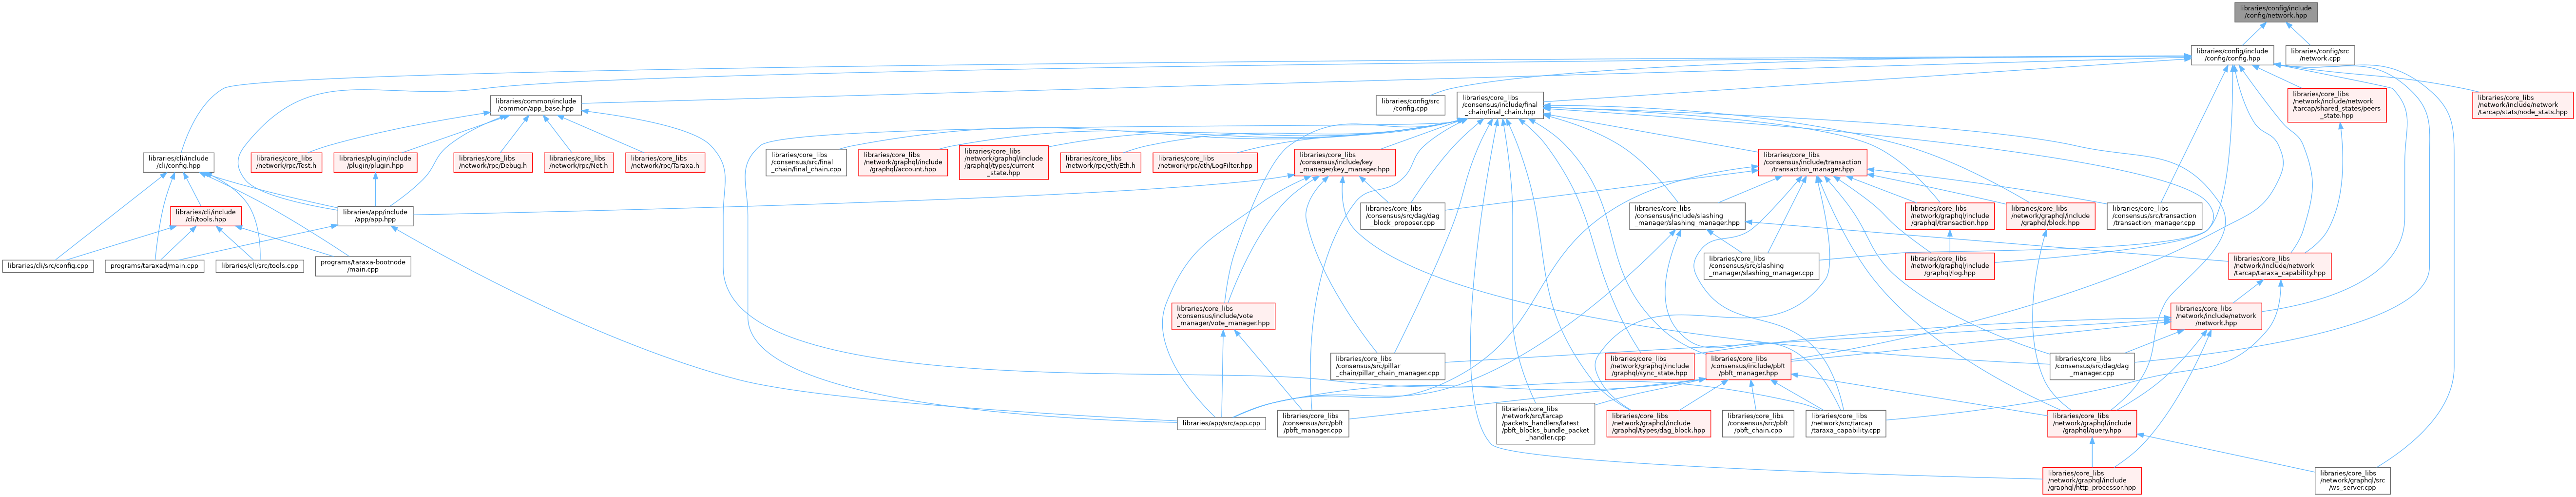 libraries/config/include
/config/network.hpp
libraries/config/include
/config/config.hpp
libraries/config/src
/network.cpp
libraries/common/include
/common/app_base.hpp
libraries/config/src
/config.cpp
libraries/core_libs
/consensus/include/final
_chain/final_chain.hpp
libraries/core_libs
/network/include/network
/tarcap/shared_states/peers
_state.hpp
libraries/core_libs
/network/include/network
/tarcap/stats/node_stats.hpp
libraries/cli/include
/cli/config.hpp
libraries/core_libs
/network/rpc/Test.h
libraries/plugin/include
/plugin/plugin.hpp
libraries/core_libs
/network/rpc/Debug.h
libraries/core_libs
/network/rpc/Net.h
libraries/core_libs
/network/rpc/Taraxa.h
libraries/core_libs
/consensus/src/final
_chain/final_chain.cpp
libraries/core_libs
/network/graphql/include
/graphql/account.hpp
libraries/core_libs
/network/graphql/include
/graphql/types/current
_state.hpp
libraries/core_libs
/network/rpc/eth/Eth.h
libraries/core_libs
/network/rpc/eth/LogFilter.hpp
libraries/core_libs
/consensus/include/key
_manager/key_manager.hpp
libraries/core_libs
/consensus/include/transaction
/transaction_manager.hpp
libraries/cli/include
/cli/tools.hpp
libraries/app/include
/app/app.hpp
libraries/core_libs
/consensus/src/dag/dag
_block_proposer.cpp
libraries/core_libs
/consensus/include/slashing
_manager/slashing_manager.hpp
libraries/core_libs
/network/graphql/include
/graphql/transaction.hpp
libraries/core_libs
/network/graphql/include
/graphql/block.hpp
libraries/core_libs
/consensus/src/transaction
/transaction_manager.cpp
libraries/cli/src/config.cpp
programs/taraxad/main.cpp
libraries/cli/src/tools.cpp
programs/taraxa-bootnode
/main.cpp
libraries/core_libs
/consensus/src/slashing
_manager/slashing_manager.cpp
libraries/core_libs
/network/graphql/include
/graphql/log.hpp
libraries/core_libs
/network/include/network
/tarcap/taraxa_capability.hpp
libraries/core_libs
/consensus/include/vote
_manager/vote_manager.hpp
libraries/core_libs
/network/include/network
/network.hpp
libraries/core_libs
/consensus/src/pillar
_chain/pillar_chain_manager.cpp
libraries/core_libs
/network/graphql/include
/graphql/sync_state.hpp
libraries/core_libs
/consensus/include/pbft
/pbft_manager.hpp
libraries/core_libs
/consensus/src/dag/dag
_manager.cpp
libraries/app/src/app.cpp
libraries/core_libs
/consensus/src/pbft
/pbft_manager.cpp
libraries/core_libs
/network/src/tarcap
/packets_handlers/latest
/pbft_blocks_bundle_packet
_handler.cpp
libraries/core_libs
/network/graphql/include
/graphql/types/dag_block.hpp
libraries/core_libs
/consensus/src/pbft
/pbft_chain.cpp
libraries/core_libs
/network/src/tarcap
/taraxa_capability.cpp
libraries/core_libs
/network/graphql/include
/graphql/query.hpp
libraries/core_libs
/network/graphql/include
/graphql/http_processor.hpp
libraries/core_libs
/network/graphql/src
/ws_server.cpp